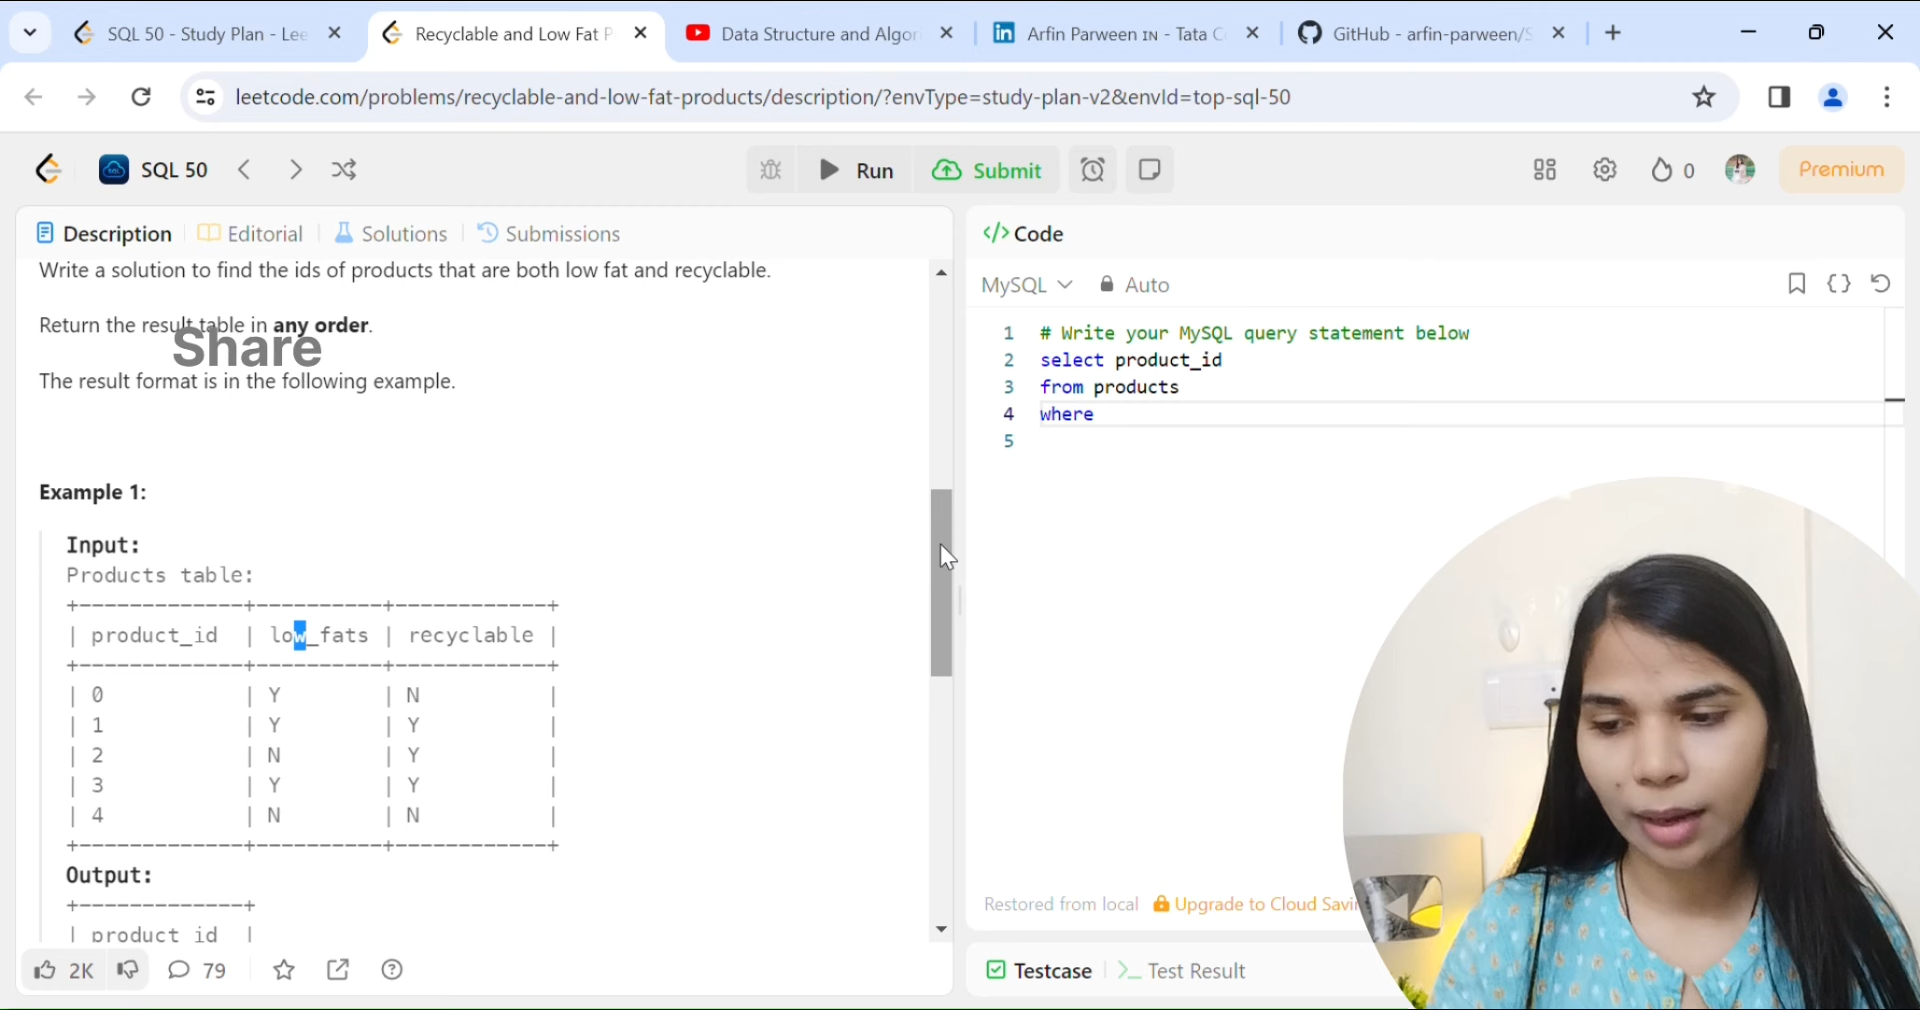 SQL 50 - Study Plan - Lee
Recyclable and Low Fat P
Data Structure and Algor
Arfin Parween IN - Tata C
GitHub - arfin-parween/S
leetcode.com/problems/recyclable-and-low-fat-products/description/?envType=study-plan-v2&envId=top-sql-50
SQL 50
Run
Submit
0
Premium
Description
Editorial
Solutions
Submissions
Write a solution to find the ids of products that are both low fat and recyclable.
Return the result table in any order.
Share
The result format is in the following example.
Example 1:
Input:
Products table:
+-------------+----------+------------+
| product_id  | low_fats | recyclable |
+-------------+----------+------------+
| 0           | Y        | N          |
| 1           | Y        | Y          |
| 2           | N        | Y          |
| 3           | Y        | Y          |
| 4           | N        | N          |
+-------------+----------+------------+
Output:
+-------------+
| product_id  |
2K
79
</> Code
MySQL
Auto
1 # Write your MySQL query statement below
2 select product_id
3 from products
4 where
5
Restored from local
Upgrade to Cloud Savi
Testcase
Test Result